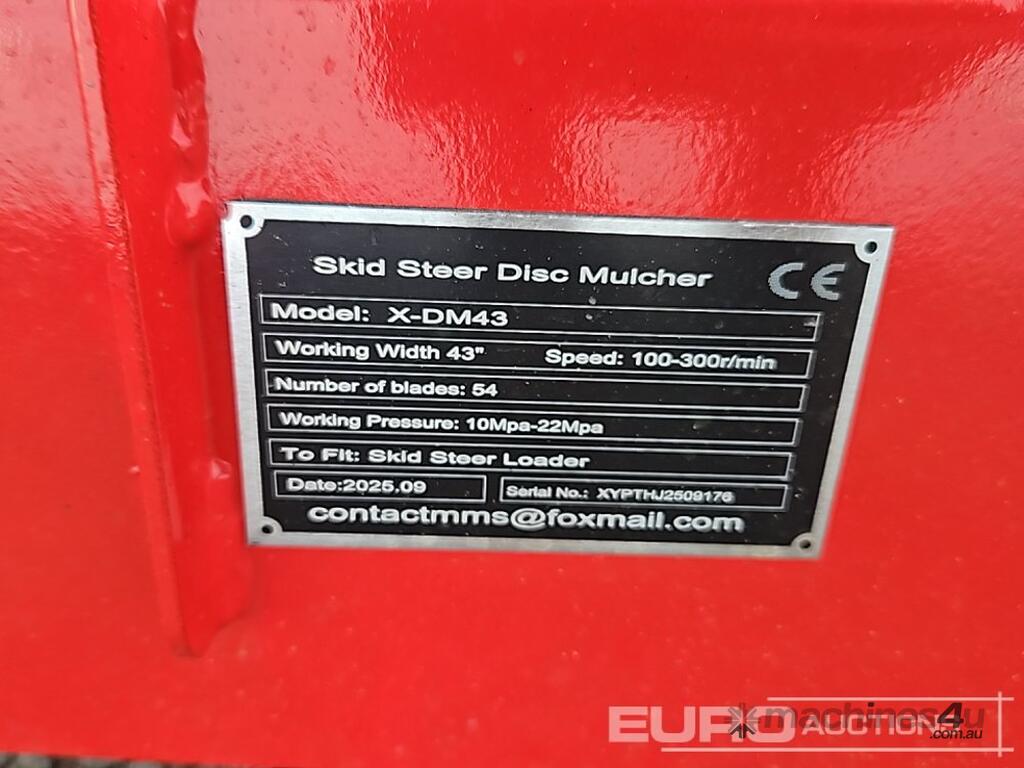 Skid Steer Disc Mulcher CE
Model: X-DM43
Working Width 43" Speed: 100-300r/min
Number of blades: 54
Working Pressure: 10Mpa-22Mpa
To Fit: Skid Steer Loader
Date:2025.09 Serial No.: XYPTHJ2509176
contactmms@foxmail.com
EURO AUCTIONS
machines4u
.com.au